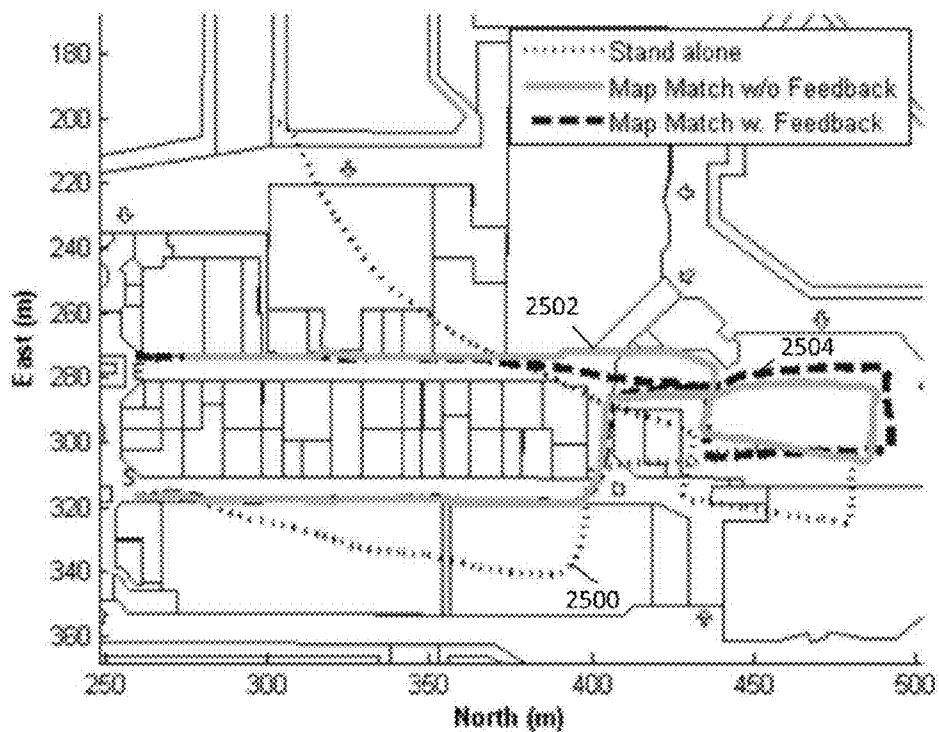 Stand alone
Map Match w/o Feedback
Map Match w. Feedback
180
200
220
240
260
280
300
320
340
360
East (m)
2502
2504
2500
S
D
250
300
350
400
450
500
North (m)